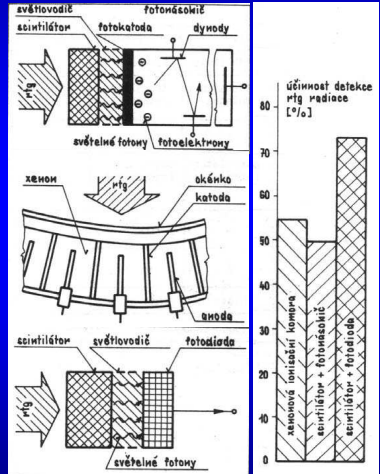 světlovodič
fotonásobič
scintilátor
fotokatoda
dynody
rtg
světelné fotony
fotoelektrony
xenon
rtg
okénko
katoda
anoda
scintilátor
světlovodič
fotodioda
rtg
světelné fotony
účinnost detekce
rtg radiace
[%]
80
70
60
50
40
30
20
10
0
xenonová ionisační komora
scintilátor + fotonásobič
scintilátor + fotodioda